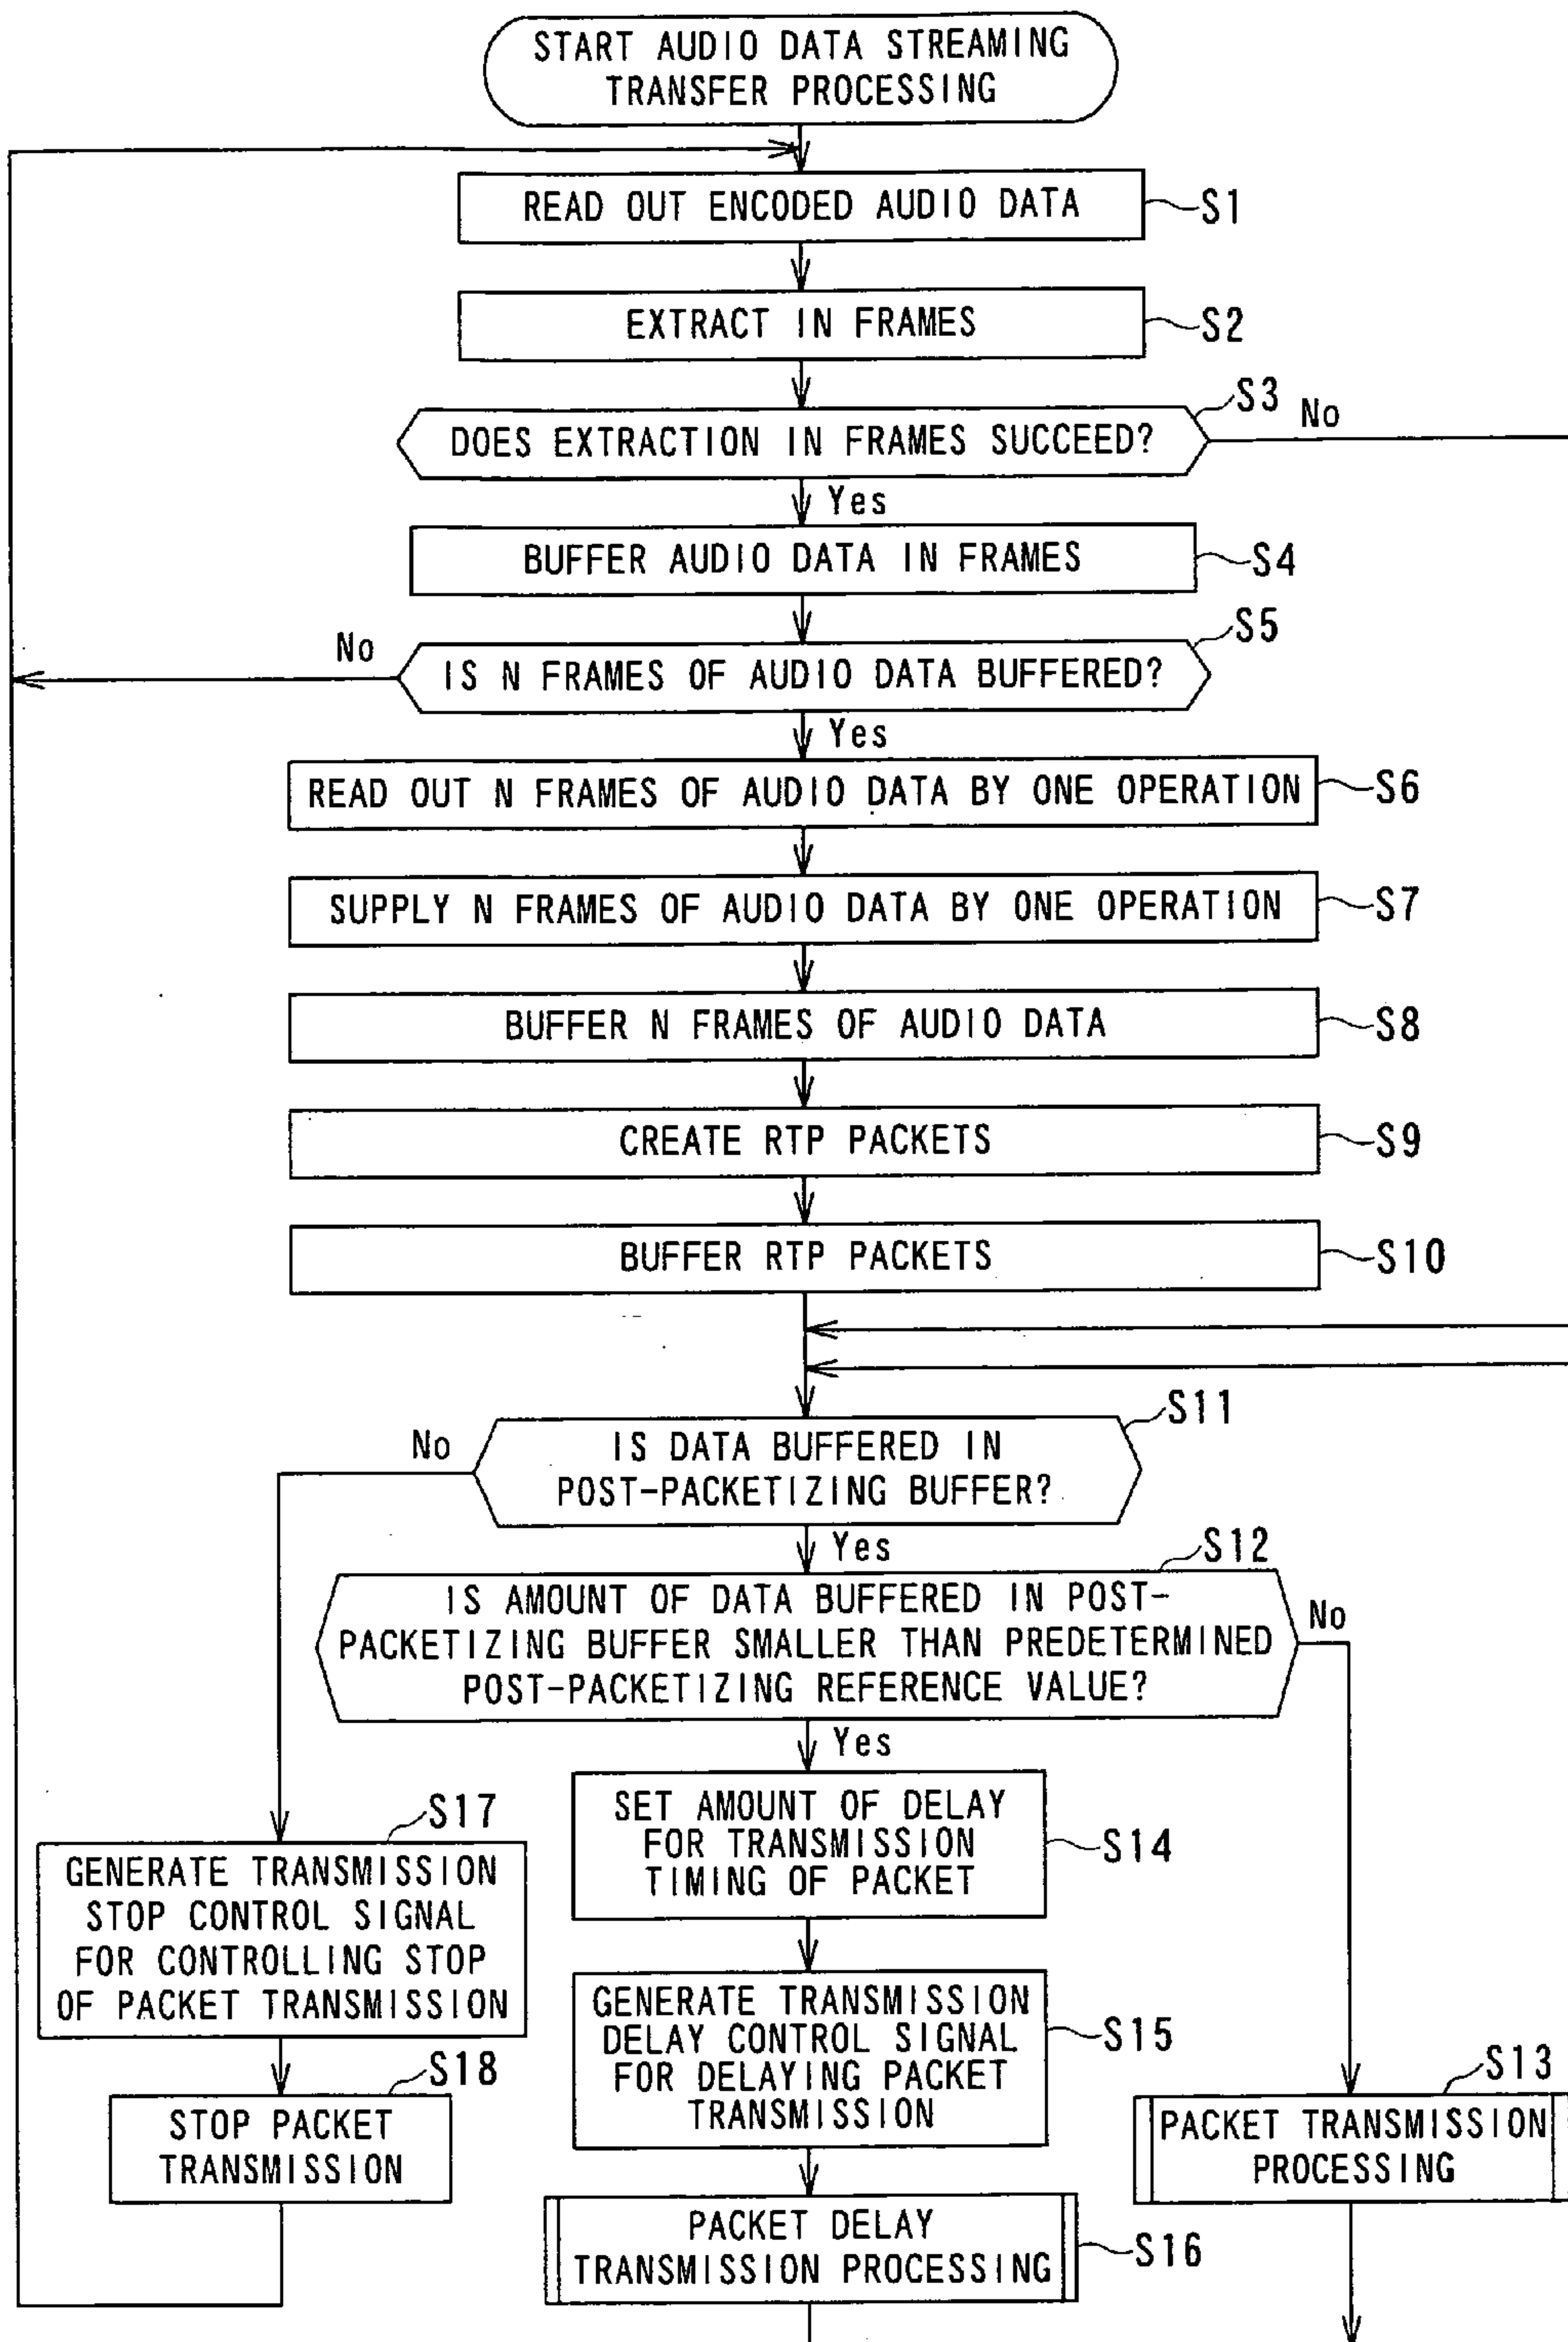 START AUDIO DATA STREAMING
TRANSFER PROCESSING
READ OUT ENCODED AUDIO DATA
S1
EXTRACT IN FRAMES
S2
S3
DOES EXTRACTION IN FRAMES SUCCEED?
No
Yes
BUFFER AUDIO DATA IN FRAMES
S4
S5
No
IS N FRAMES OF AUDIO DATA BUFFERED?
Yes
READ OUT N FRAMES OF AUDIO DATA BY ONE OPERATION
S6
SUPPLY N FRAMES OF AUDIO DATA BY ONE OPERATION
S7
BUFFER N FRAMES OF AUDIO DATA
S8
CREATE RTP PACKETS
S9
BUFFER RTP PACKETS
S10
S11
No
IS DATA BUFFERED IN
POST-PACKETIZING BUFFER?
Yes
S12
IS AMOUNT OF DATA BUFFERED IN POST-
PACKETIZING BUFFER SMALLER THAN PREDETERMINED
POST-PACKETIZING REFERENCE VALUE?
No
Yes
SET AMOUNT OF DELAY
FOR TRANSMISSION
TIMING OF PACKET
S14
S17
GENERATE TRANSMISSION
STOP CONTROL SIGNAL
FOR CONTROLLING STOP
OF PACKET TRANSMISSION
GENERATE TRANSMISSION
DELAY CONTROL SIGNAL
FOR DELAYING PACKET
TRANSMISSION
S15
S18
STOP PACKET
TRANSMISSION
S13
PACKET TRANSMISSION
PROCESSING
PACKET DELAY
TRANSMISSION PROCESSING
S16